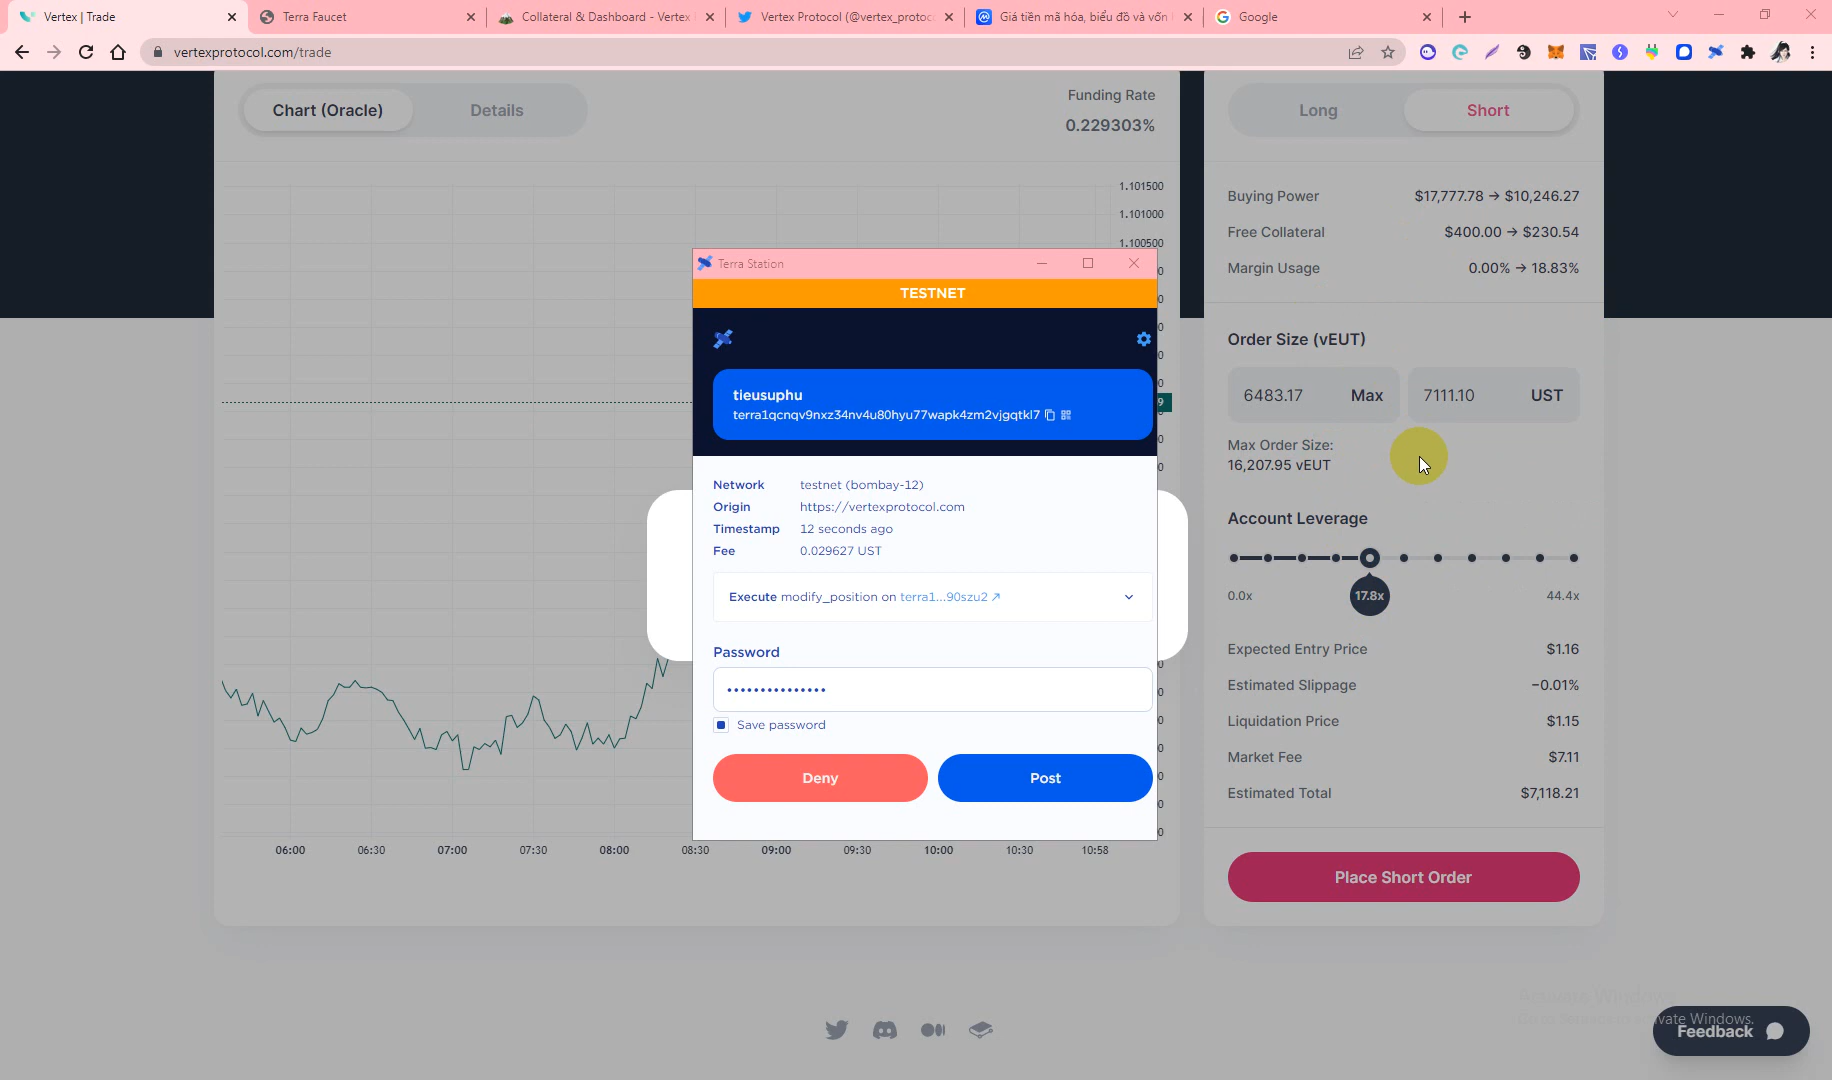 Vertex | Trade
Terra Faucet
Collateral & Dashboard - Vertex
Vertex Protocol (@vertex_protoc
Giá tiền mã hóa, biểu đồ và vốn
Google
vertexprotocol.com/trade
Chart (Oracle)
Details
Funding Rate
0.229303%
Long
Short
1.101500
1.101000
1.100500
Buying Power
$17,777.78 → $10,246.27
Free Collateral
$400.00 → $230.54
Margin Usage
0.00% → 18.83%
Terra Station
TESTNET
tieusuphu
terra1qcnqv9nxz34nv4u80hyu77wapk4zm2vjgqtkl7
Network testnet (bombay-12)
Origin https://vertexprotocol.com
Timestamp 12 seconds ago
Fee 0.029627 UST
Execute modify_position on terra1...90szu2
Password
•••••••••••••••
Save password
Deny
Post
Order Size (vEUT)
6483.17 Max
7111.10 UST
Max Order Size:
16,207.95 vEUT
Account Leverage
0.0x
17.8x
44.4x
Expected Entry Price
$1.16
Estimated Slippage
-0.01%
Liquidation Price
$1.15
Market Fee
$7.11
Estimated Total
$7,118.21
Place Short Order
06:00
06:30
07:00
07:30
08:00
08:30
09:00
09:30
10:00
10:30
10:58
Activate Windows
vate Windows.
Feedback